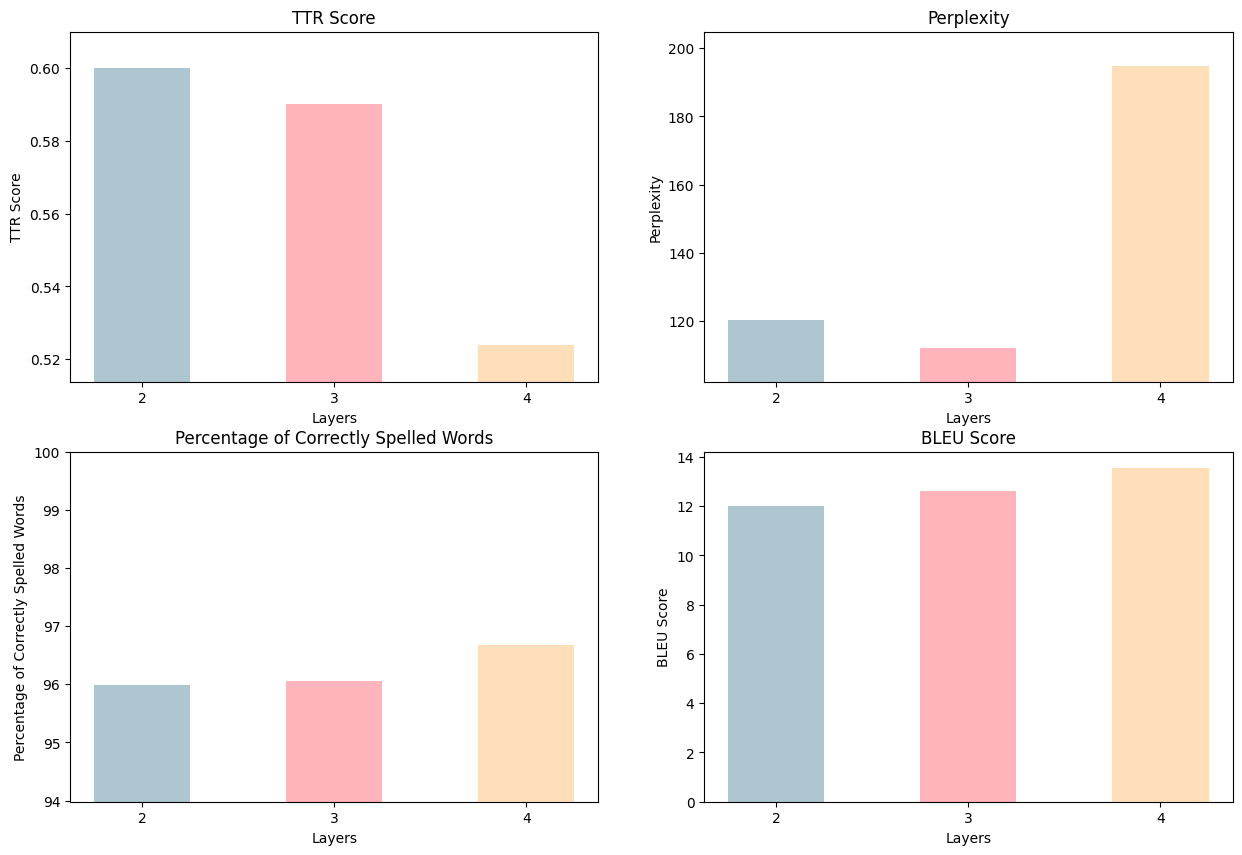 TTR Score
TTR Score
0.60
0.58
0.56
0.54
0.52
2 3 4
Layers
Perplexity
Perplexity
200
180
160
140
120
2 3 4
Layers
Percentage of Correctly Spelled Words
Percentage of Correctly Spelled Words
100
99
98
97
96
95
94
2 3 4
Layers
BLEU Score
BLEU Score
14
12
10
8
6
4
2
0
2 3 4
Layers